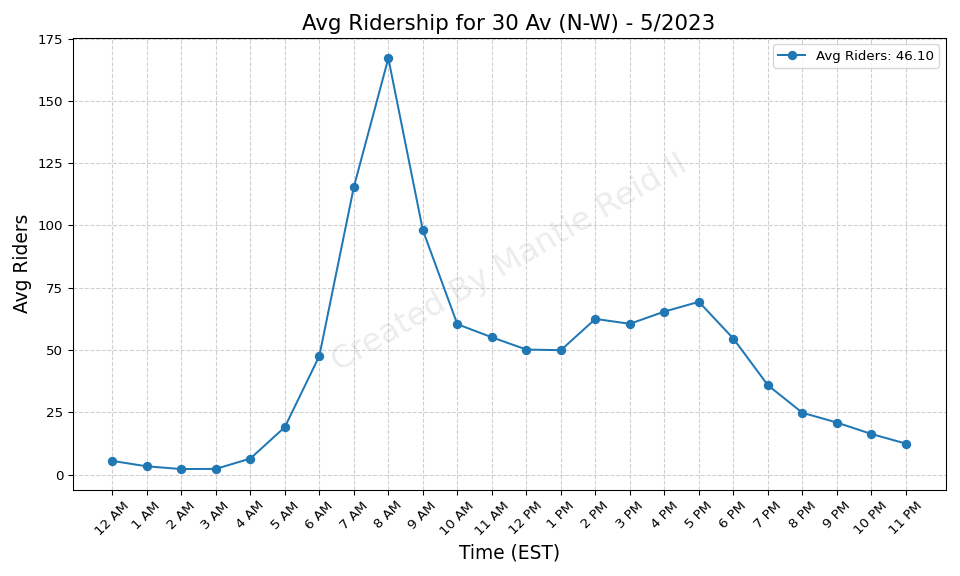 Avg Ridership for 30 Av (N-W) - 5/2023
Avg Riders: 46.10
175
150
125
100
75
50
25
0
Avg Riders
Created By Mantie Reid II
12 AM
1 AM
2 AM
3 AM
4 AM
5 AM
6 AM
7 AM
8 AM
9 AM
10 AM
11 AM
12 PM
1 PM
2 PM
3 PM
4 PM
5 PM
6 PM
7 PM
8 PM
9 PM
10 PM
11 PM
Time (EST)